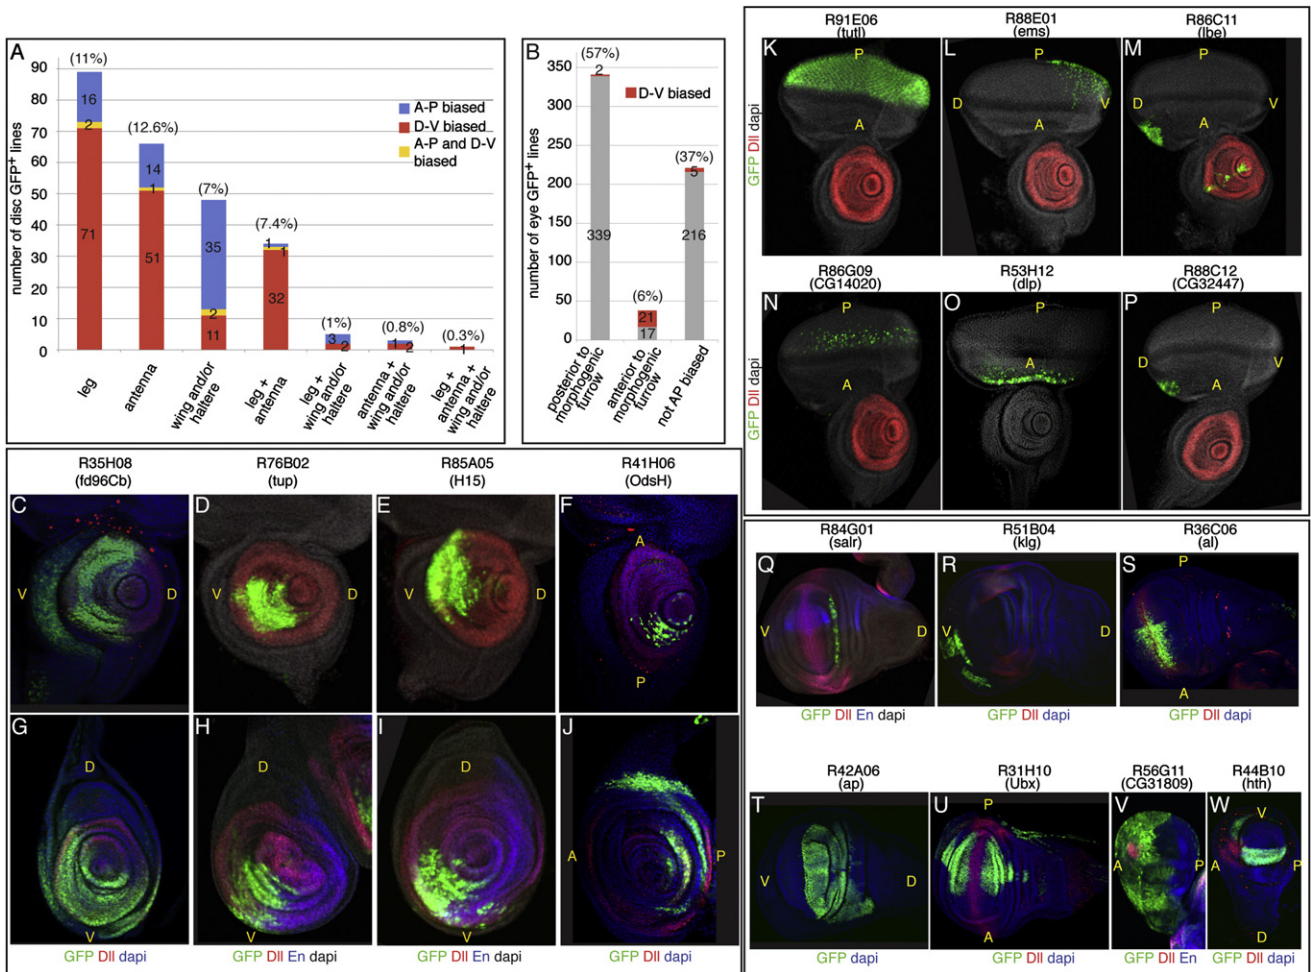 A
(11%)
90
80
70
60
50
40
30
20
10
0
number of disc GFP+ lines
16
2
71
(12.6%)
14
1
51
(7%)
35
2
11
(7.4%)
1
1
32
(1%)
3
2
(0.8%)
1
2
(0.3%)
1
A-P biased
D-V biased
A-P and D-V
biased
leg
antenna
wing and/or
haltere
leg +
antenna
leg +
wing and/or
haltere
antenna +
wing and/or
haltere
leg +
antenna +
wing and/or
haltere
B
(57%)
350
300
250
200
150
100
50
0
number of eye GFP+ lines
2
339
(6%)
21
17
(37%)
5
216
D-V biased
posterior to
morphogenic
furrow
anterior to
morphogenic
furrow
not AP biased
R35H08
(fd96Cb)
R76B02
(tup)
R85A05
(H15)
R41H06
(OdsH)
C
V
D
D
V
D
E
V
D
F
A
P
G
D
V
H
D
V
I
D
V
J
A
P
GFP Dll dapi
GFP Dll En dapi
GFP Dll dapi
R91E06
(tutl)
R88E01
(ems)
R86C11
(lbe)
GFP Dll dapi
K
P
A
L
P
D
V
A
M
P
D
V
A
R86G09
(CG14020)
R53H12
(dlp)
R88C12
(CG32447)
GFP Dll dapi
N
P
A
O
P
A
P
P
D
V
A
R84G01
(salr)
R51B04
(klg)
R36C06
(al)
Q
V
D
R
V
D
S
P
A
GFP Dll En dapi
GFP Dll dapi
GFP Dll dapi
R42A06
(ap)
R31H10
(Ubx)
R56G11
(CG31809)
R44B10
(hth)
T
V
D
U
P
A
V
A
P
W
V
A
P
D
GFP dapi
GFP Dll dapi
GFP Dll En
GFP Dll dapi